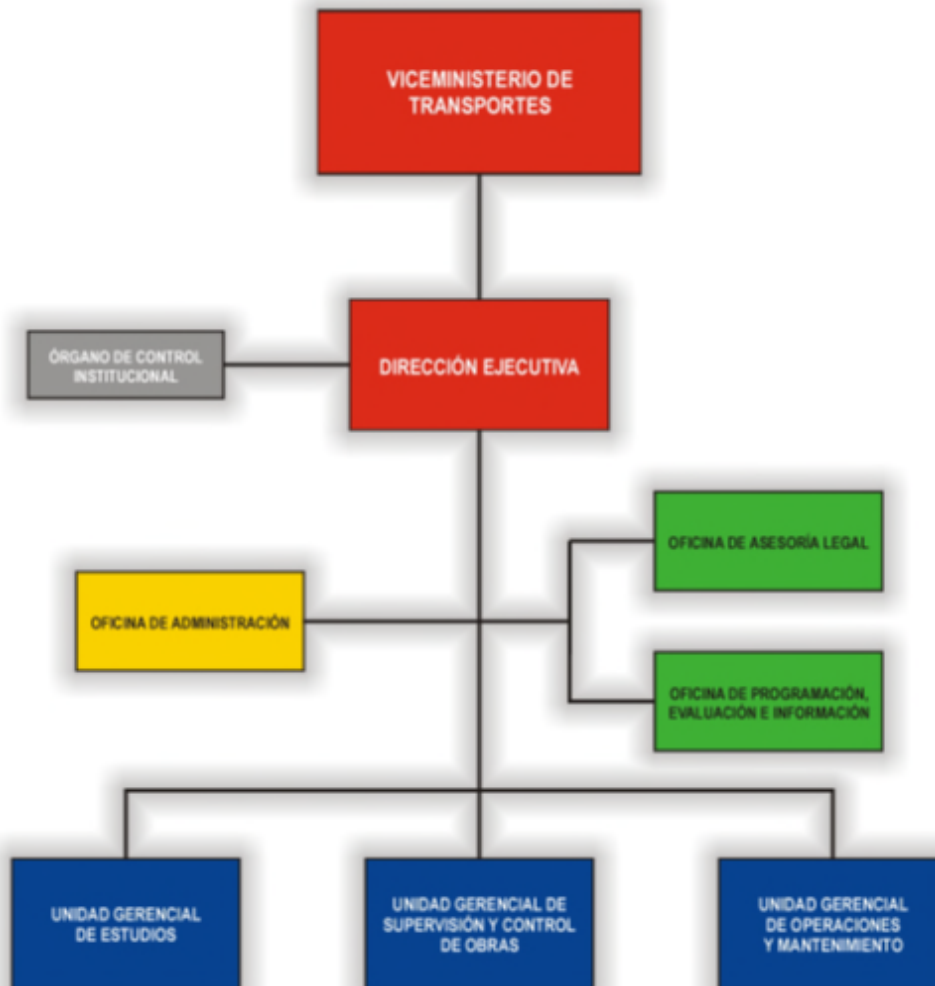 VICEMINISTERIO DE
TRANSPORTES
ÓRGANO DE CONTROL
INSTITUCIONAL
DIRECCIÓN EJECUTIVA
OFICINA DE ASESORÍA LEGAL
OFICINA DE ADMINISTRACIÓN
OFICINA DE PROGRAMACIÓN,
EVALUACIÓN E INFORMACIÓN
UNIDAD GERENCIAL
DE ESTUDIOS
UNIDAD GERENCIAL DE
SUPERVISIÓN Y CONTROL
DE OBRAS
UNIDAD GERENCIAL
DE OPERACIONES
Y MANTENIMIENTO